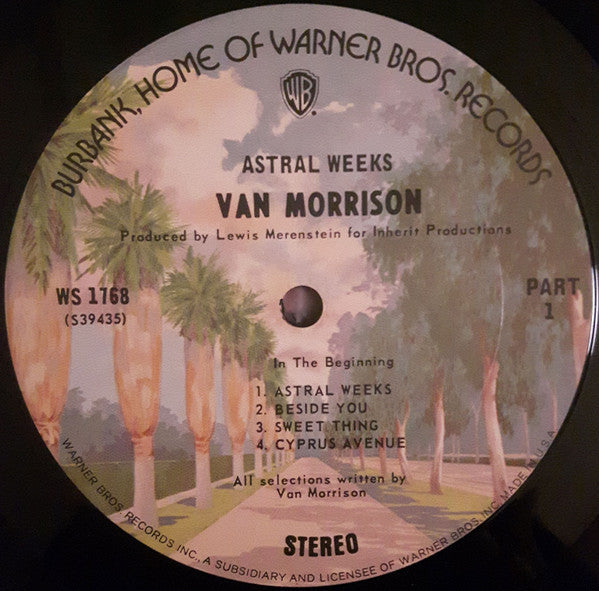 BURBANK, HOME OF WARNER BROS. RECORDS
WB
ASTRAL WEEKS
VAN MORRISON
Produced by Lewis Merenstein for Inherit Productions
WS 1768
(S39435)
PART
1
In The Beginning
1. ASTRAL WEEKS
2. BESIDE YOU
3. SWEET THING
4. CYPRUS AVENUE
All selections written by
Van Morrison
STEREO
WARNER BROS. RECORDS INC., A SUBSIDIARY AND LICENSEE OF WARNER BROS. INC. MADE IN U.S.A.